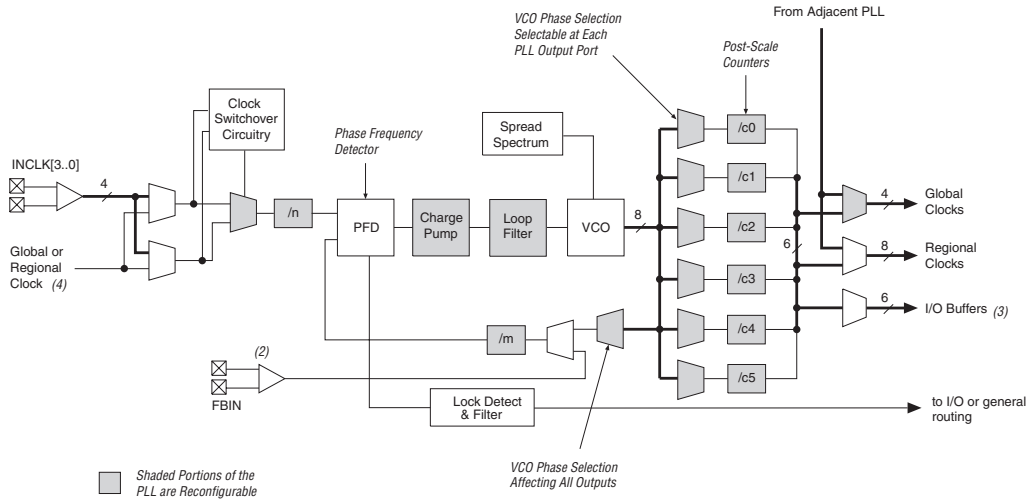 From Adjacent PLL
VCO Phase Selection
Selectable at Each
PLL Output Port
Post-Scale
Counters
Clock
Switchover
Circuitry
Phase Frequency
Detector
Spread
Spectrum
INCLK[3..0]
4
Global or
Regional
Clock (4)
/n
PFD
Charge
Pump
Loop
Filter
VCO
8
/c0
/c1
/c2
/c3
/c4
/c5
6
4
Global
Clocks
8
Regional
Clocks
6
I/O Buffers (3)
/m
(2)
FBIN
Lock Detect
& Filter
to I/O or general
routing
VCO Phase Selection
Affecting All Outputs
Shaded Portions of the
PLL are Reconfigurable